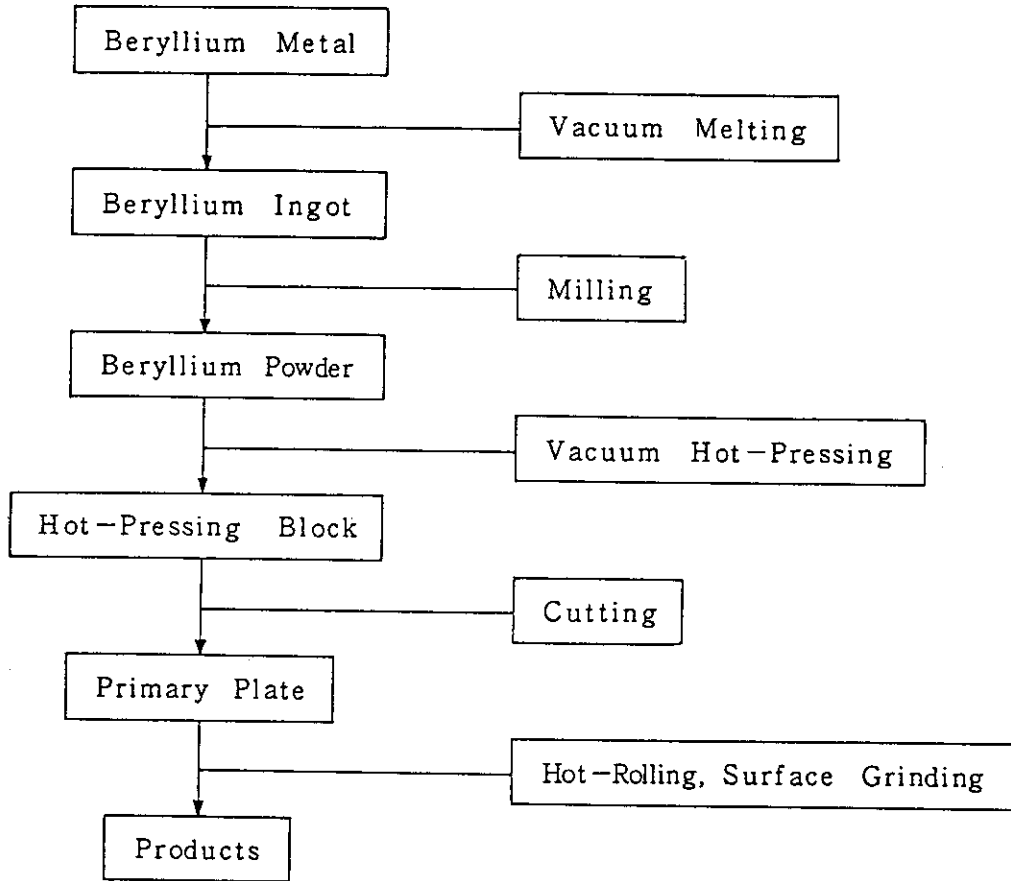 Beryllium Metal
Vacuum Melting
Beryllium Ingot
Milling
Beryllium Powder
Vacuum Hot-Pressing
Hot-Pressing Block
Cutting
Primary Plate
Hot-Rolling, Surface Grinding
Products